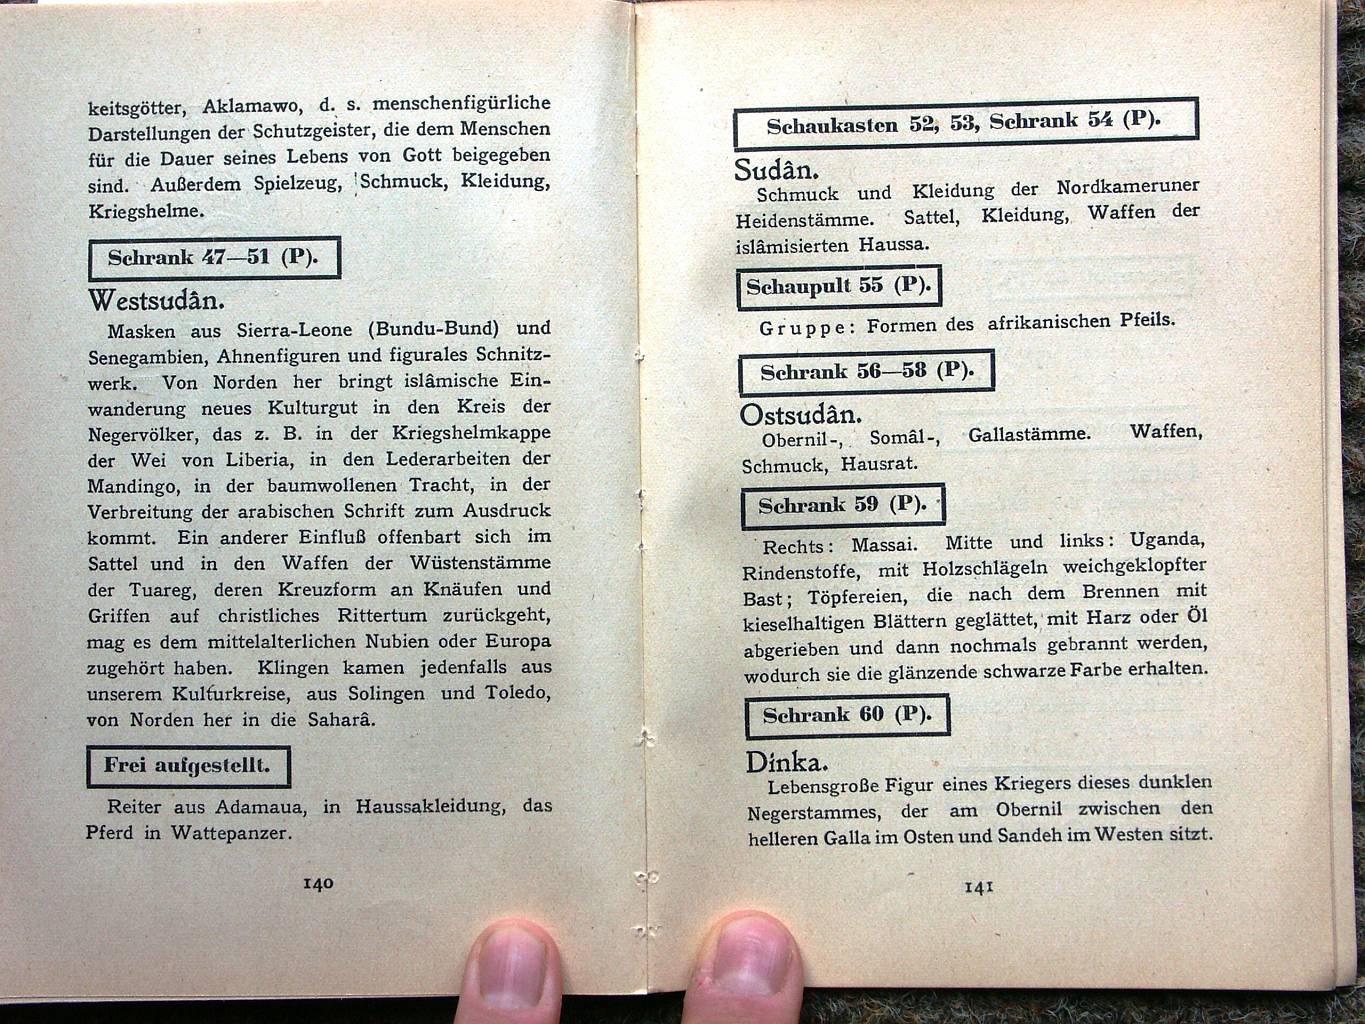 keitsgötter, Aklamawo, d. s. menschenfigürliche
Darstellungen der Schutzgeister, die dem Menschen
für die Dauer seines Lebens von Gott beigegeben
sind. Außerdem Spielzeug, Schmuck, Kleidung,
Kriegshelme.
Schrank 47—51 (P).
Westsudân.
Masken aus Sierra-Leone (Bundu-Bund) und
Senegambien, Ahnenfiguren und figurales Schnitz-
werk. Von Norden her bringt islâmische Ein-
wanderung neues Kulturgut in den Kreis der
Negervölker, das z. B. in der Kriegshelmkappe
der Wei von Liberia, in den Lederarbeiten der
Mandingo, in der baumwollenen Tracht, in der
Verbreitung der arabischen Schrift zum Ausdruck
kommt. Ein anderer Einfluß offenbart sich im
Sattel und in den Waffen der Wüstenstämme
der Tuareg, deren Kreuzform an Knäufen und
Griffen auf christliches Rittertum zurückgeht,
mag es dem mittelalterlichen Nubien oder Europa
zugehört haben. Klingen kamen jedenfalls aus
unserem Kulturkreise, aus Solingen und Toledo,
von Norden her in die Saharâ.
Frei aufgestellt.
Reiter aus Adamaua, in Haussakleidung, das
Pferd in Wattepanzer.
140
Schaukasten 52, 53, Schrank 54 (P).
Sudân.
Schmuck und Kleidung der Nordkameruner
Heidenstämme. Sattel, Kleidung, Waffen der
islâmisierten Haussa.
Schaupult 55 (P).
Gruppe: Formen des afrikanischen Pfeils.
Schrank 56—58 (P).
Ostsudân.
Obernil-, Somâl-, Gallastämme. Waffen,
Schmuck, Hausrat.
Schrank 59 (P).
Rechts: Massai. Mitte und links: Uganda,
Rindenstoffe, mit Holzschlägeln weichgeklopfter
Bast; Töpfereien, die nach dem Brennen mit
kieselhaltigen Blättern geglättet, mit Harz oder Öl
abgerieben und dann nochmals gebrannt werden,
wodurch sie die glänzende schwarze Farbe erhalten.
Schrank 60 (P).
Dinka.
Lebensgroße Figur eines Kriegers dieses dunklen
Negerstammes, der am Obernil zwischen den
helleren Galla im Osten und Sandeh im Westen sitzt.
141